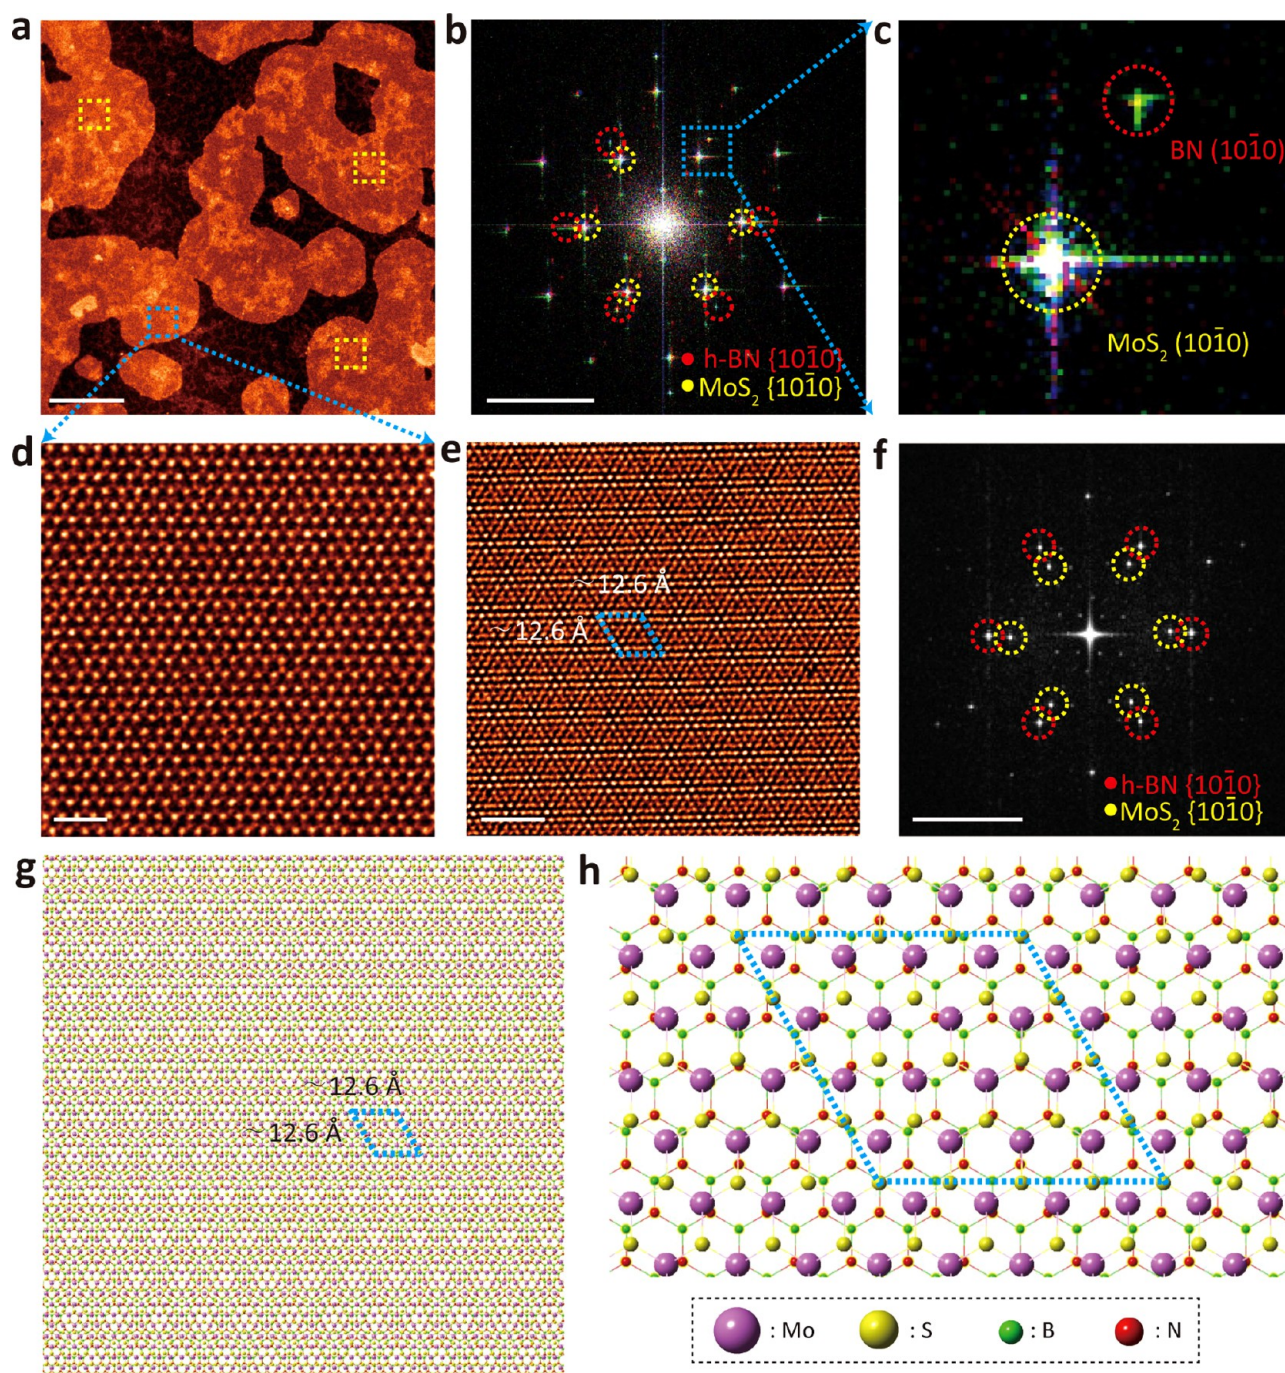 a
b
c
BN (101̄0)
MoS₂ (101̄0)
h-BN {101̄0}
MoS₂ {101̄0}
d
e
f
~ 12.6 Å
~ 12.6 Å
h-BN {101̄0}
MoS₂ {101̄0}
g
h
~ 12.6 Å
~ 12.6 Å
: Mo : S : B : N